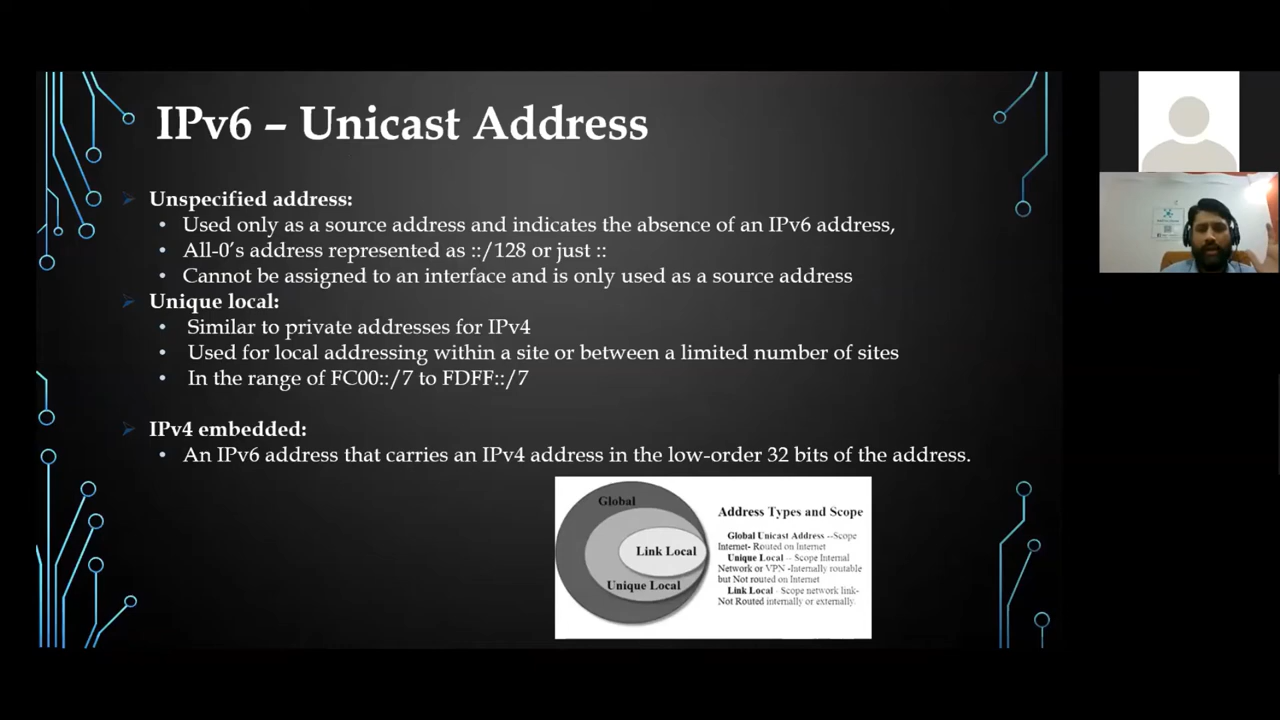 IPv6 – Unicast Address
Unspecified address:
• Used only as a source address and indicates the absence of an IPv6 address,
• All-0’s address represented as ::/128 or just ::
• Cannot be assigned to an interface and is only used as a source address
Unique local:
• Similar to private addresses for IPv4
• Used for local addressing within a site or between a limited number of sites
• In the range of FC00::/7 to FDFF::/7
IPv4 embedded:
• An IPv6 address that carries an IPv4 address in the low-order 32 bits of the address.
Global
Link Local
Unique Local
Address Types and Scope
Global Unicast Address --Scope
Internet- Routed on Internet
Unique Local -- Scope Internal
Network or VPN -Internally routable
but Not routed on Internet
Link Local - Scope network link-
Not Routed internally or externally.